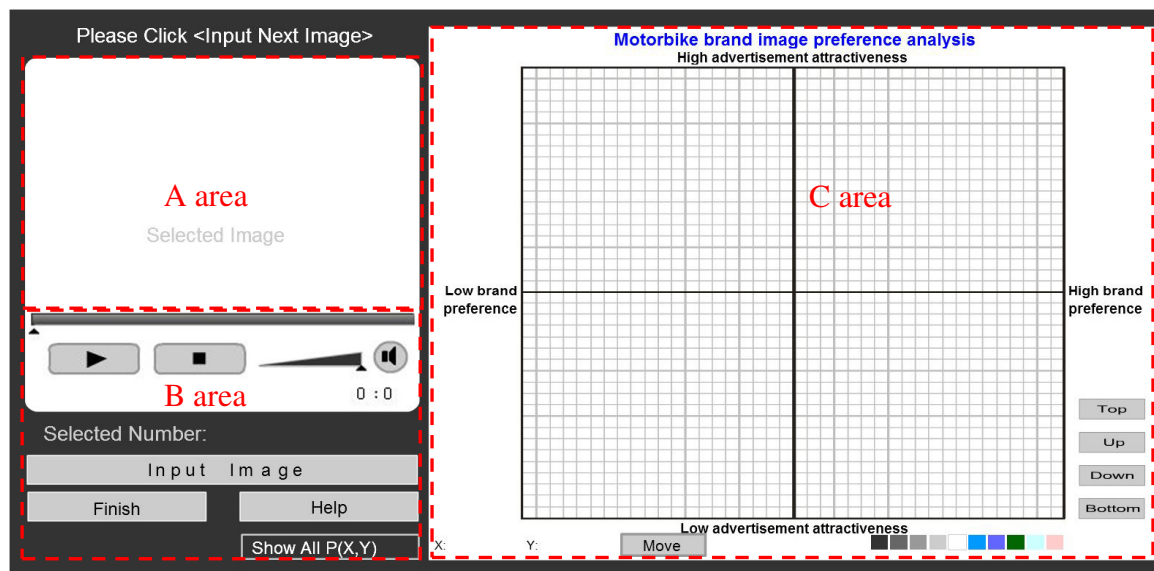 Please Click <Input Next Image>
A area
Selected Image
B area
0 : 0
Selected Number:
Input Image
Finish
Help
Show All P(X,Y)
Motorbike brand image preference analysis
High advertisement attractiveness
C area
Low brand
preference
High brand
preference
Top
Up
Down
Bottom
Low advertisement attractiveness
X:
Y:
Move